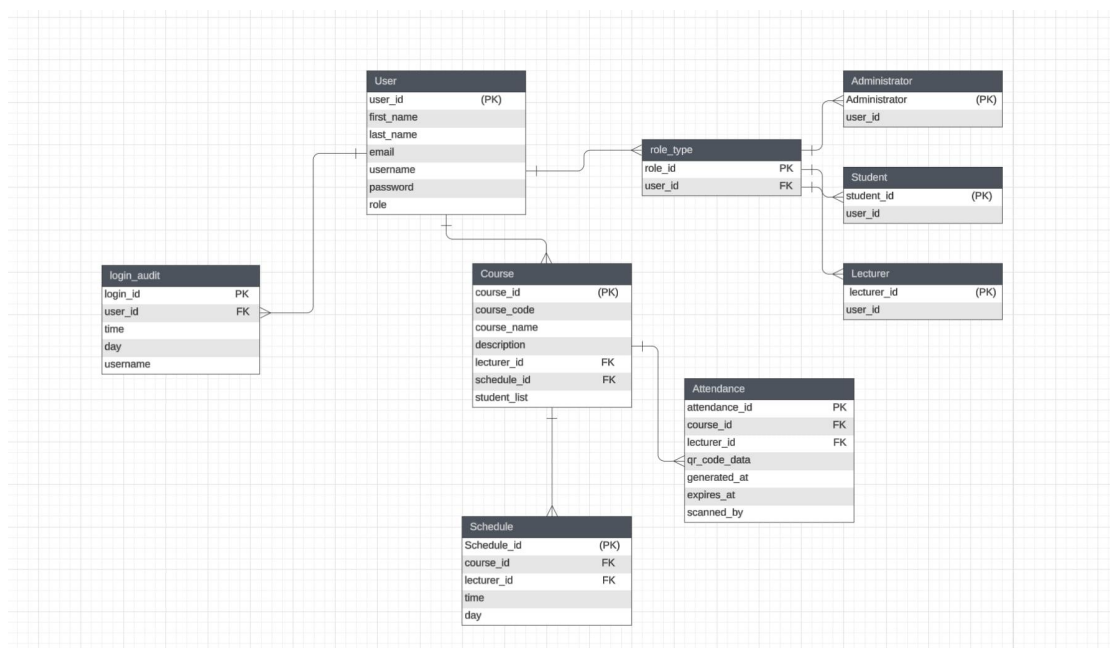 User
user_id (PK)
first_name
last_name
email
username
password
role
role_type
role_id PK
user_id FK
Administrator
Administrator (PK)
user_id
Student
student_id (PK)
user_id
Lecturer
lecturer_id (PK)
user_id
login_audit
login_id PK
user_id FK
time
day
username
Course
course_id (PK)
course_code
course_name
description
lecturer_id FK
schedule_id FK
student_list
Attendance
attendance_id PK
course_id FK
lecturer_id FK
qr_code_data
generated_at
expires_at
scanned_by
Schedule
Schedule_id (PK)
course_id FK
lecturer_id FK
time
day